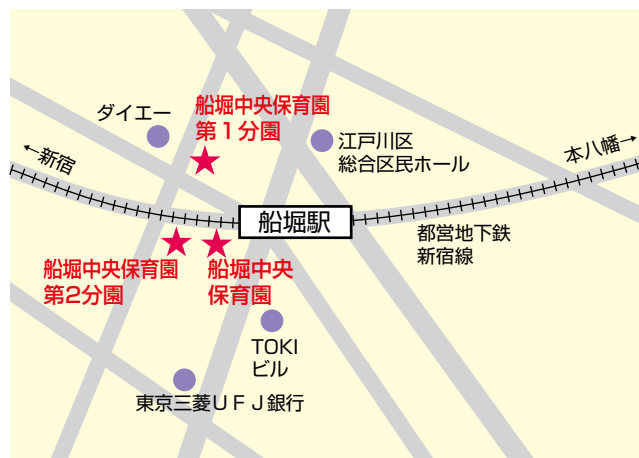 船堀中央保育園
第1分園
ダイエー
江戸川区
総合区民ホール
←新宿
本八幡→
船堀駅
都営地下鉄
新宿線
船堀中央保育園
第2分園
船堀中央
保育園
TOKI
ビル
東京三菱UFJ銀行